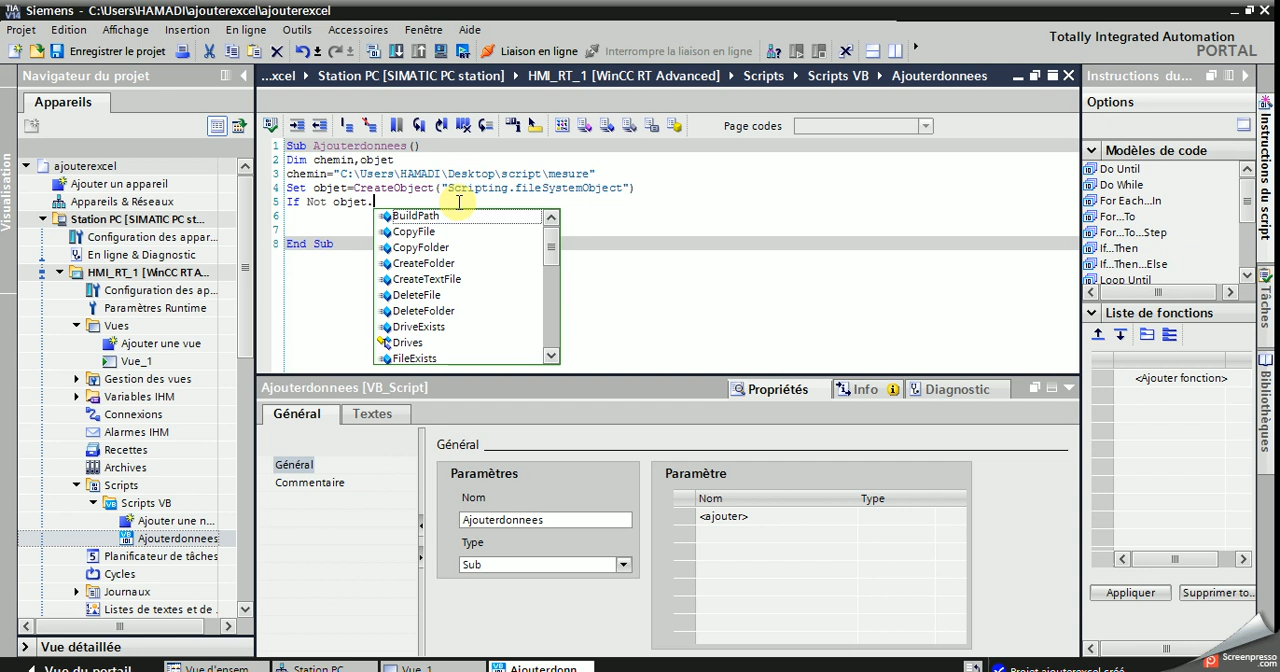 TIA V14 Siemens - C:\Users\HAMADI\ajouterexcel\ajouterexcel
Projet Edition Affichage Insertion En ligne Outils Accessoires Fenêtre Aide
Enregistrer le projet Liaison en ligne Interrompre la liaison en ligne
Totally Integrated Automation
PORTAL
Navigateur du projet
...xcel Station PC [SIMATIC PC station] HMI_RT_1 [WinCC RT Advanced] Scripts Scripts VB Ajouterdonnees
Instructions du...
Appareils
Options
Page codes
Visualisation
ajouterexcel
Ajouter un appareil
Appareils & Réseaux
Station PC [SIMATIC PC st...
Configuration des appar...
En ligne & Diagnostic
HMI_RT_1 [WinCC RT A...
Configuration des ap...
Paramètres Runtime
Vues
Ajouter une vue
Vue_1
Gestion des vues
Variables IHM
Connexions
Alarmes IHM
Recettes
Archives
Scripts
Scripts VB
Ajouter une n...
Ajouterdonnees
Planificateur de tâches
Cycles
Journaux
Listes de textes et de
Vue détaillée
1 Sub Ajouterdonnees()
2 Dim chemin,objet
3 chemin="C:\Users\HAMADI\Desktop\script\mesure"
4 Set objet=CreateObject("Scripting.fileSystemObject")
5 If Not objet.
6
7
8 End Sub
BuildPath
CopyFile
CopyFolder
CreateFolder
CreateTextFile
DeleteFile
DeleteFolder
DriveExists
Drives
FileExists
Ajouterdonnees [VB_Script]
Propriétés Info Diagnostic
Général Textes
Général
Commentaire
Général
Paramètres
Nom
Ajouterdonnees
Type
Sub
Paramètre
Nom Type
<ajouter>
Modèles de code
Do Until
Do While
For Each...In
For...To
For...To...Step
If...Then
If...Then...Else
Loop Until
Liste de fonctions
<Ajouter fonction>
Appliquer Supprimer to...
Instructions du script
Tâches
Bibliothèques
Vue du portail Vue d'ensem... Station PC Vue_1 Ajouterdonn...
Projet ajouterexcel créé
Screenpresso
.com